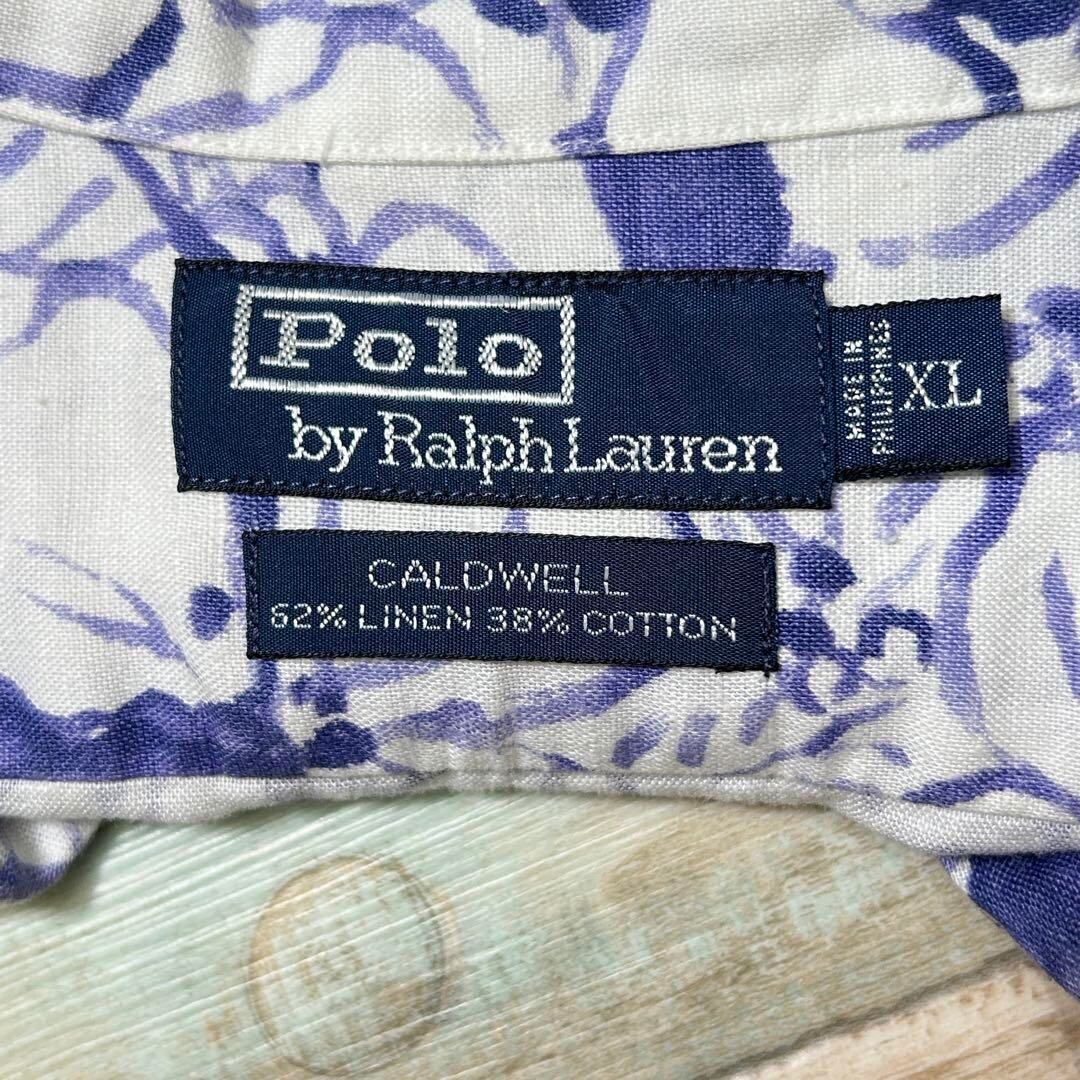 Polo
by Ralph Lauren
MADE IN
PHILIPPINES
XL
CALDWELL
62% LINEN 38% COTTON